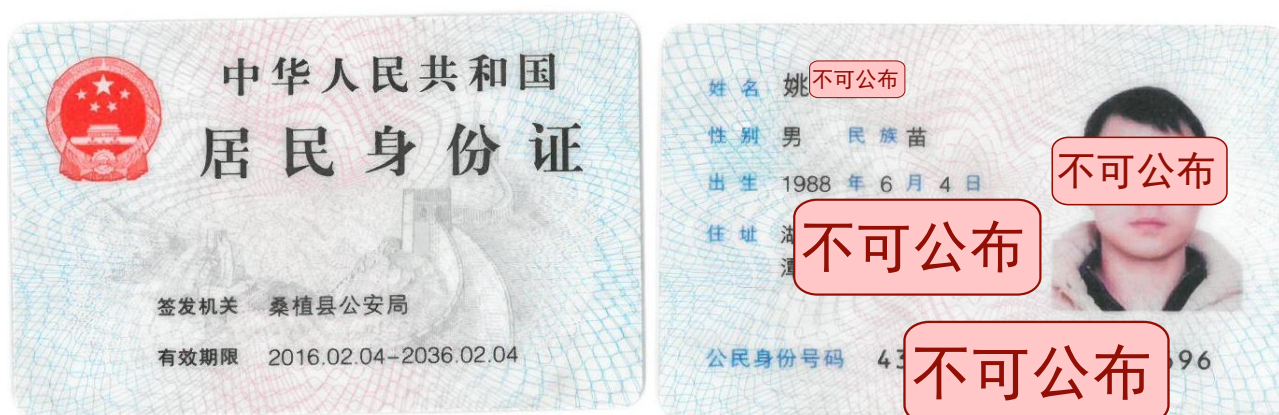 中华人民共和国
居民身份证
签发机关 桑植县公安局
有效期限 2016.02.04-2036.02.04
姓名 姚 不可公布
性别 男 民族 苗
出生 1988 年 6 月 4 日
不可公布
住址 湖 不可公布
公民身份号码 43 不可公布 96